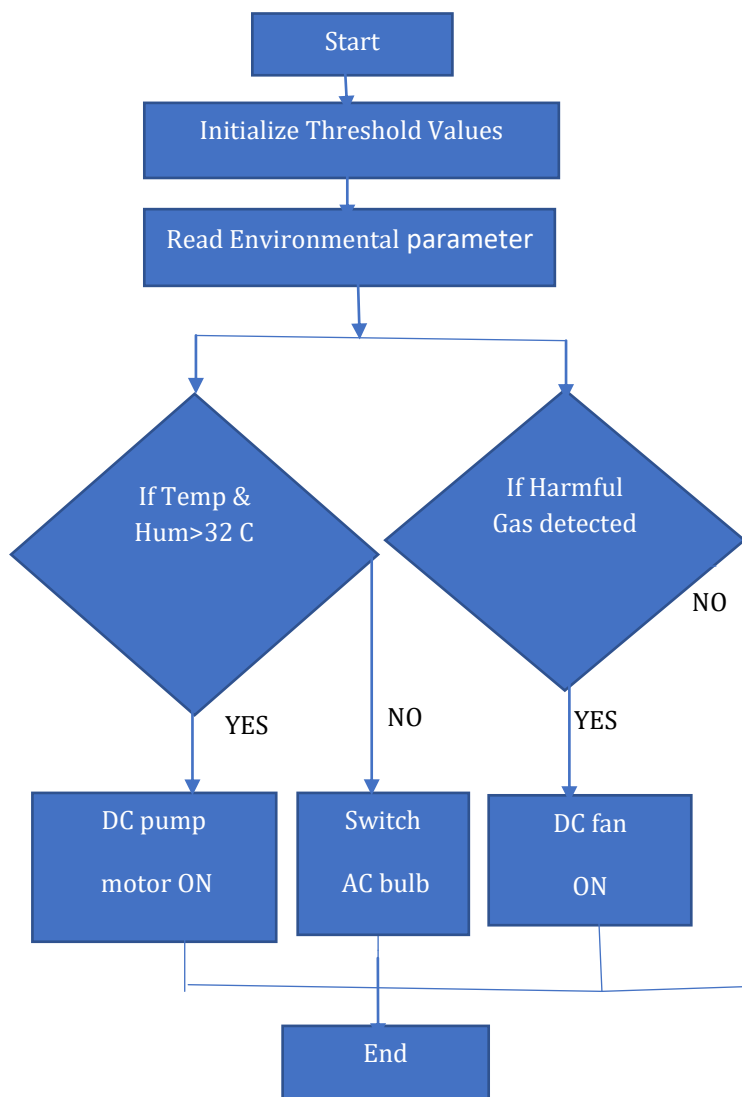 Start
Initialize Threshold Values
Read Environmental parameter
If Temp &
Hum>32 C
If Harmful
Gas detected
NO
YES
NO
YES
DC pump
motor ON
Switch
AC bulb
DC fan
ON
End